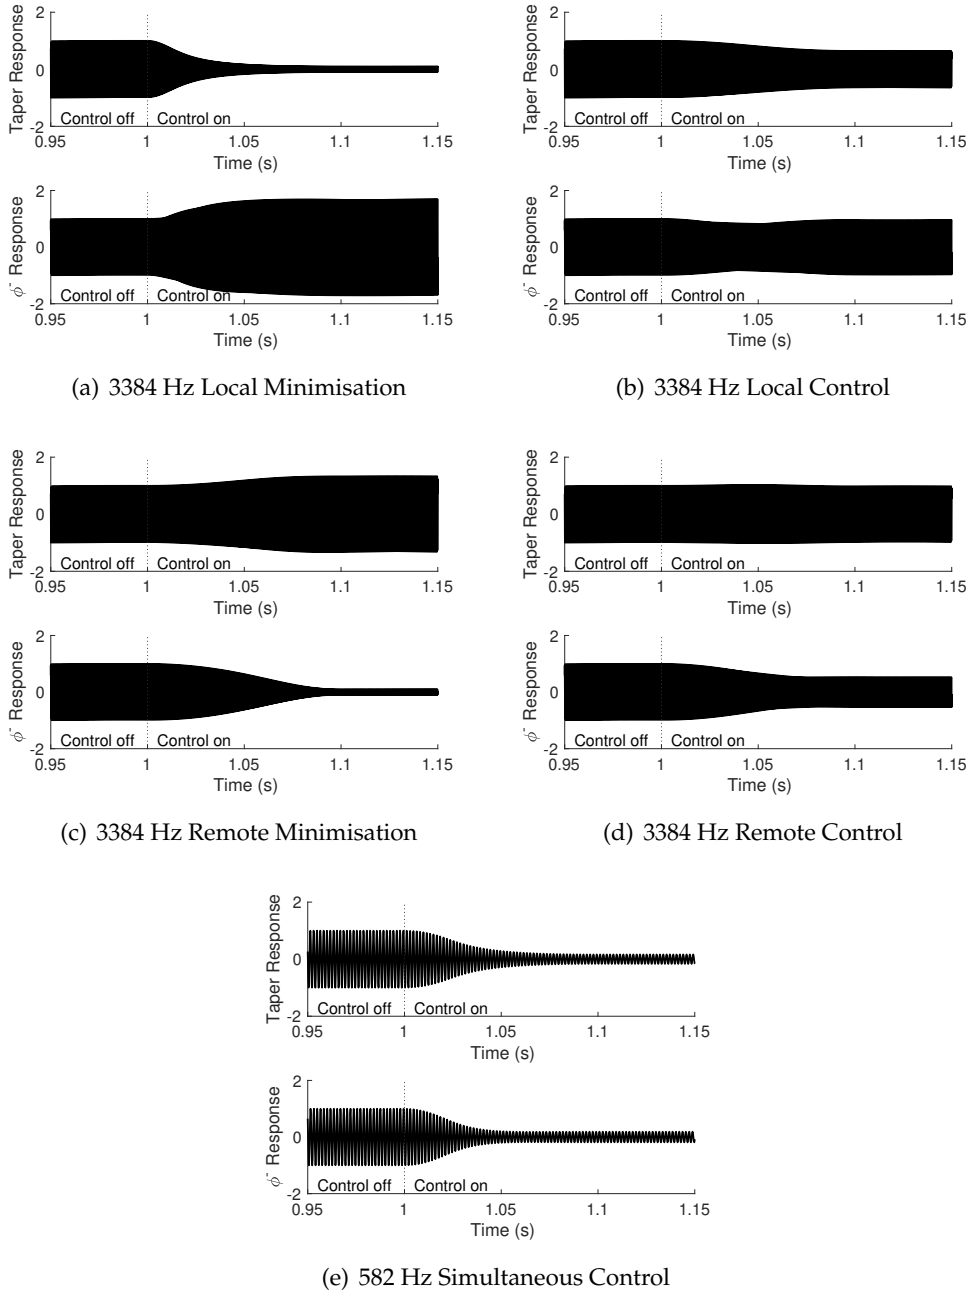 2
Taper Response
0
-2
Control off
Control on
0.95
1
1.05
1.1
1.15
Time (s)
2
ϕ⁻ Response
0
-2
Control off
Control on
0.95
1
1.05
1.1
1.15
Time (s)
(a) 3384 Hz Local Minimisation
2
Taper Response
0
-2
Control off
Control on
0.95
1
1.05
1.1
1.15
Time (s)
2
ϕ⁻ Response
0
-2
Control off
Control on
0.95
1
1.05
1.1
1.15
Time (s)
(b) 3384 Hz Local Control
2
Taper Response
0
-2
Control off
Control on
0.95
1
1.05
1.1
1.15
Time (s)
2
ϕ⁻ Response
0
-2
Control off
Control on
0.95
1
1.05
1.1
1.15
Time (s)
(c) 3384 Hz Remote Minimisation
2
Taper Response
0
-2
Control off
Control on
0.95
1
1.05
1.1
1.15
Time (s)
2
ϕ⁻ Response
0
-2
Control off
Control on
0.95
1
1.05
1.1
1.15
Time (s)
(d) 3384 Hz Remote Control
2
Taper Response
0
-2
Control off
Control on
0.95
1
1.05
1.1
1.15
Time (s)
2
ϕ⁻ Response
0
-2
Control off
Control on
0.95
1
1.05
1.1
1.15
Time (s)
(e) 582 Hz Simultaneous Control